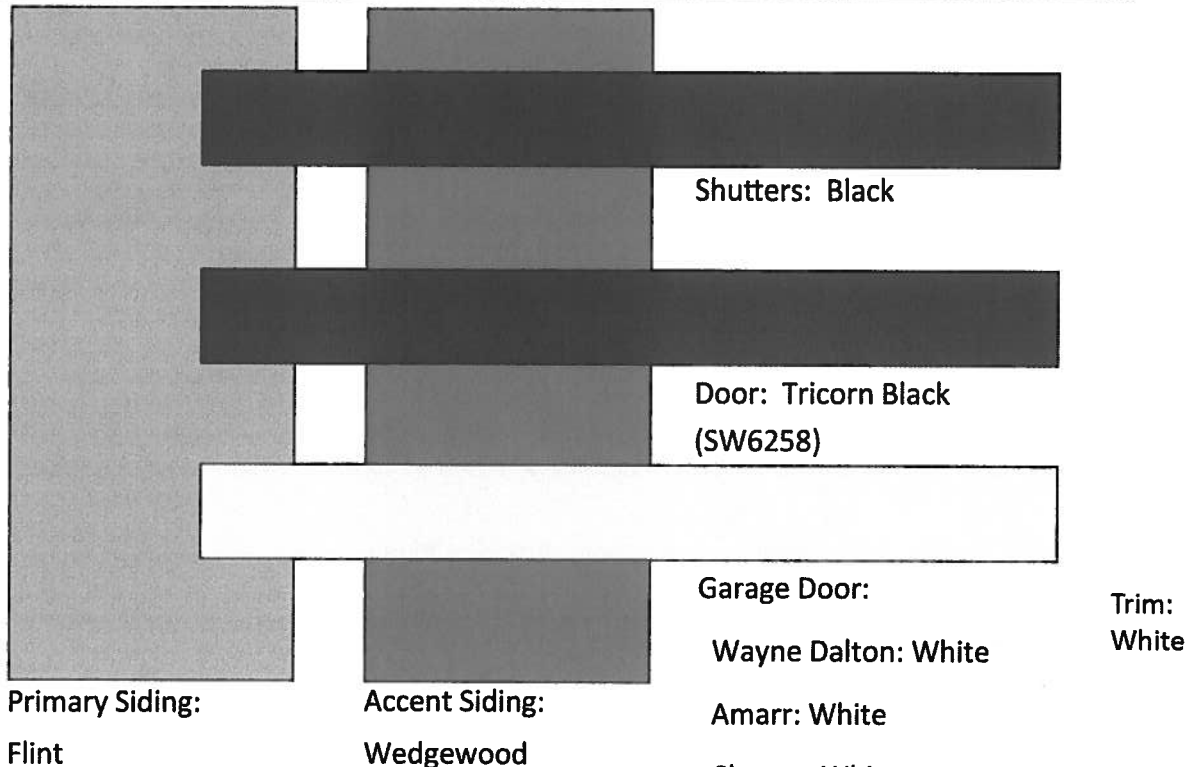 Shutters: Black
Door: Tricorn Black
(SW6258)
Garage Door:
Wayne Dalton: White
Amarr: White
Trim:
White
Primary Siding:
Flint
Accent Siding:
Wedgewood